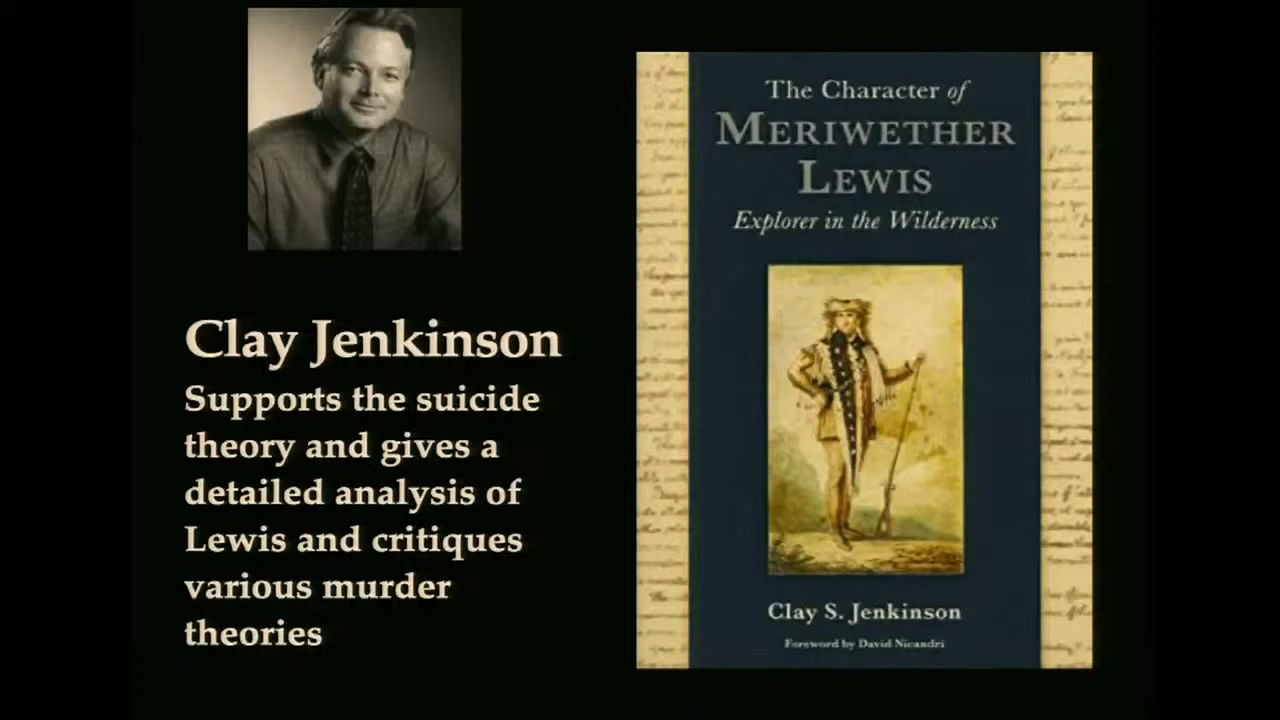 Clay Jenkinson
Supports the suicide
theory and gives a
detailed analysis of
Lewis and critiques
various murder
theories
The Character of
MERIWETHER
LEWIS
Explorer in the Wilderness
Clay S. Jenkinson
Foreword by David Nicandri